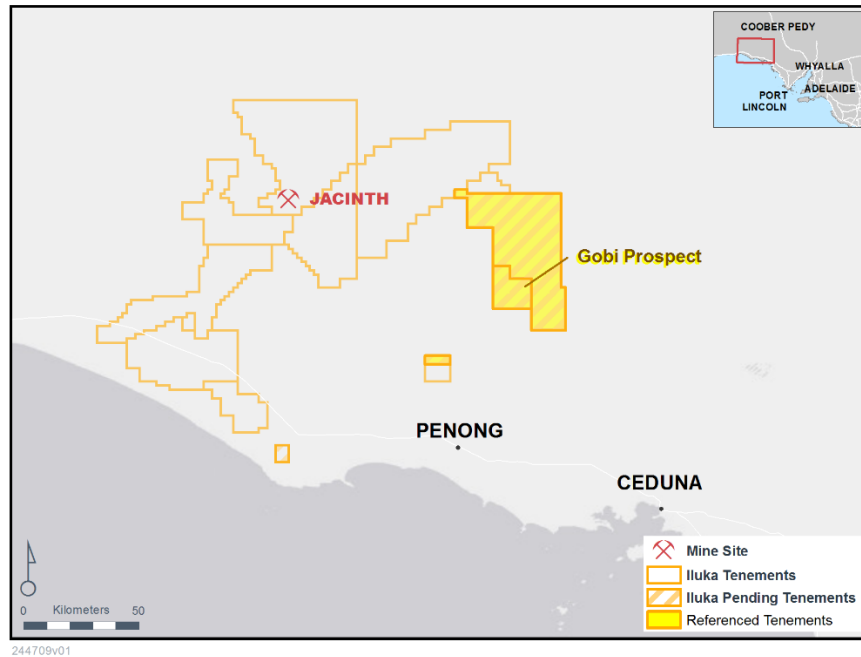 COOBER PEDY
WHYALLA
ADELAIDE
PORT
LINCOLN
JACINTH
Gobi Prospect
PENONG
CEDUNA
Mine Site
Iluka Tenements
Iluka Pending Tenements
Referenced Tenements
0 Kilometers 50
244709v01